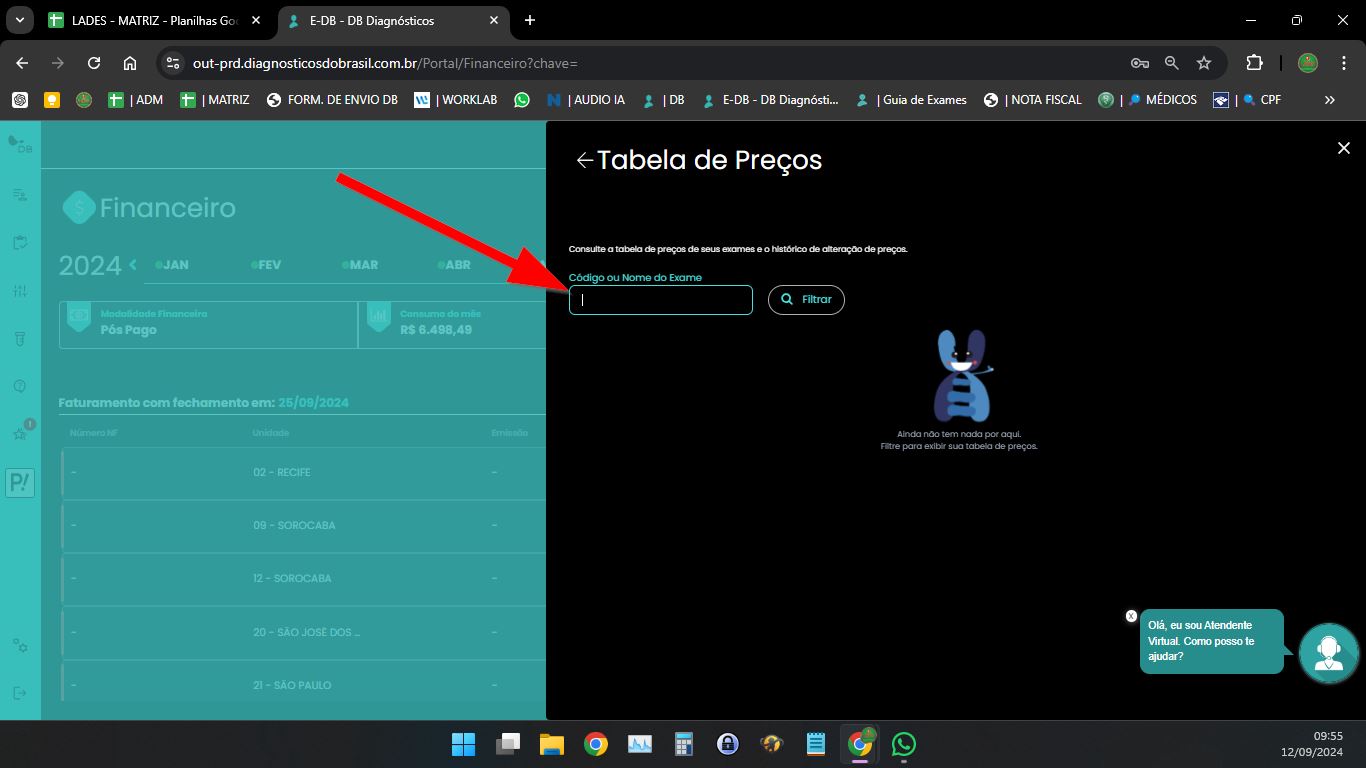 LADES - MATRIZ - Planilhas Goo
E-DB - DB Diagnósticos
out-prd.diagnosticosdobrasil.com.br/Portal/Financeiro?chave=
| ADM
| MATRIZ
FORM. DE ENVIO DB
| WORKLAB
| AUDIO IA
| DB
E-DB - DB Diagnósti...
| Guia de Exames
| NOTA FISCAL
| MÉDICOS
| CPF
DB
Financeiro
2024
JAN
FEV
MAR
ABR
Modalidade Financeira
Pós Pago
Consumo do mês
R$ 6.498,49
Faturamento com fechamento em: 25/09/2024
Número NF Unidade Emissão
- 02 - RECIFE -
- 09 - SOROCABA -
- 12 - SOROCABA -
- 20 - SÃO JOSÉ DOS ... -
- 21 - SÃO PAULO -
P!
Tabela de Preços
Consulte a tabela de preços de seus exames e o histórico de alteração de preços.
Código ou Nome do Exame
Filtrar
Ainda não tem nada por aqui.
Filtre para exibir sua tabela de preços.
Olá, eu sou Atendente
Virtual. Como posso te
ajudar?
09:55
12/09/2024